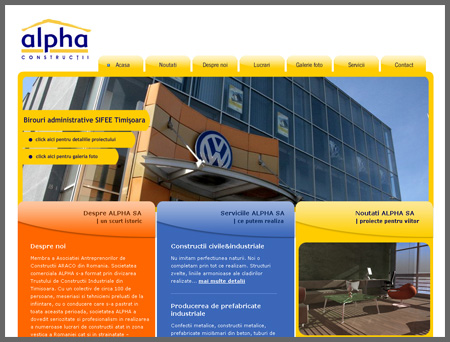 alpha
CONSTRUCȚII
Acasa
Noutati
Despre noi
Lucrari
Galerie foto
Servicii
Contact
Birouri administrative SIFEE Timișoara
click aici pentru detaliile proiectului
click aici pentru galeria foto
Despre ALPHA SA
| un scurt istoric
Despre noi
Membra a Asociatiei Antreprenorilor de
Constructii ARACO din Romania, Societatea
comerciala ALPHA s-a format prin divizarea
Trustului de Constructii Industriale din
Timisoara. Cu un colectiv de circa 100 de
persoane, meseriasi si tehnicieni preluati de la
infiintare, cu o conducere care s-a pastrat in
toata aceasta perioada, societatea ALPHA a
dovedit seriozitate si profesionalism in realizarea
a numeroase lucrari de constructii atat in zona
vestica a Romaniei cat si in strainatate -
Serviciile ALPHA SA
| ce putem realiza
Constructii civile&industriale
Nu imitam perfectiunea naturii. Noi o
completam prin tot ce realizam. Structuri
zvelte, liniile armonioase ale cladirilor
realizate... mai multe detalii
Producerea de prefabricate
industriale
Confectii metalice, constructii metalice,
prefabricate micidinari din beton, tuburi de
Noutati ALPHA SA
| proiecte pentru viitor